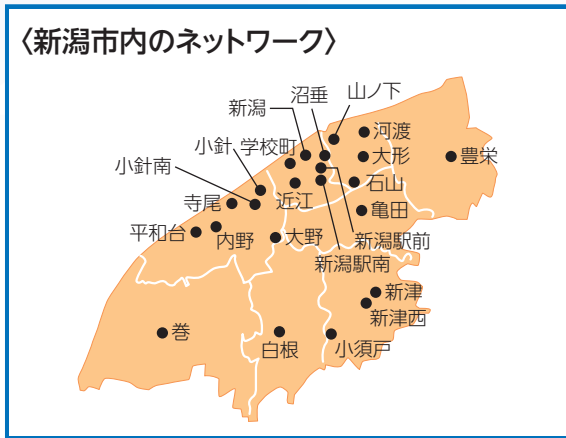 〈新潟市内のネットワーク〉
山ノ下
沼垂
新潟
河渡
小針
学校町
大形
豊栄
小針南
石山
近江
寺尾
亀田
平和台
内野
大野
新潟駅前
新潟駅南
新津
新津西
巻
白根
小須戸